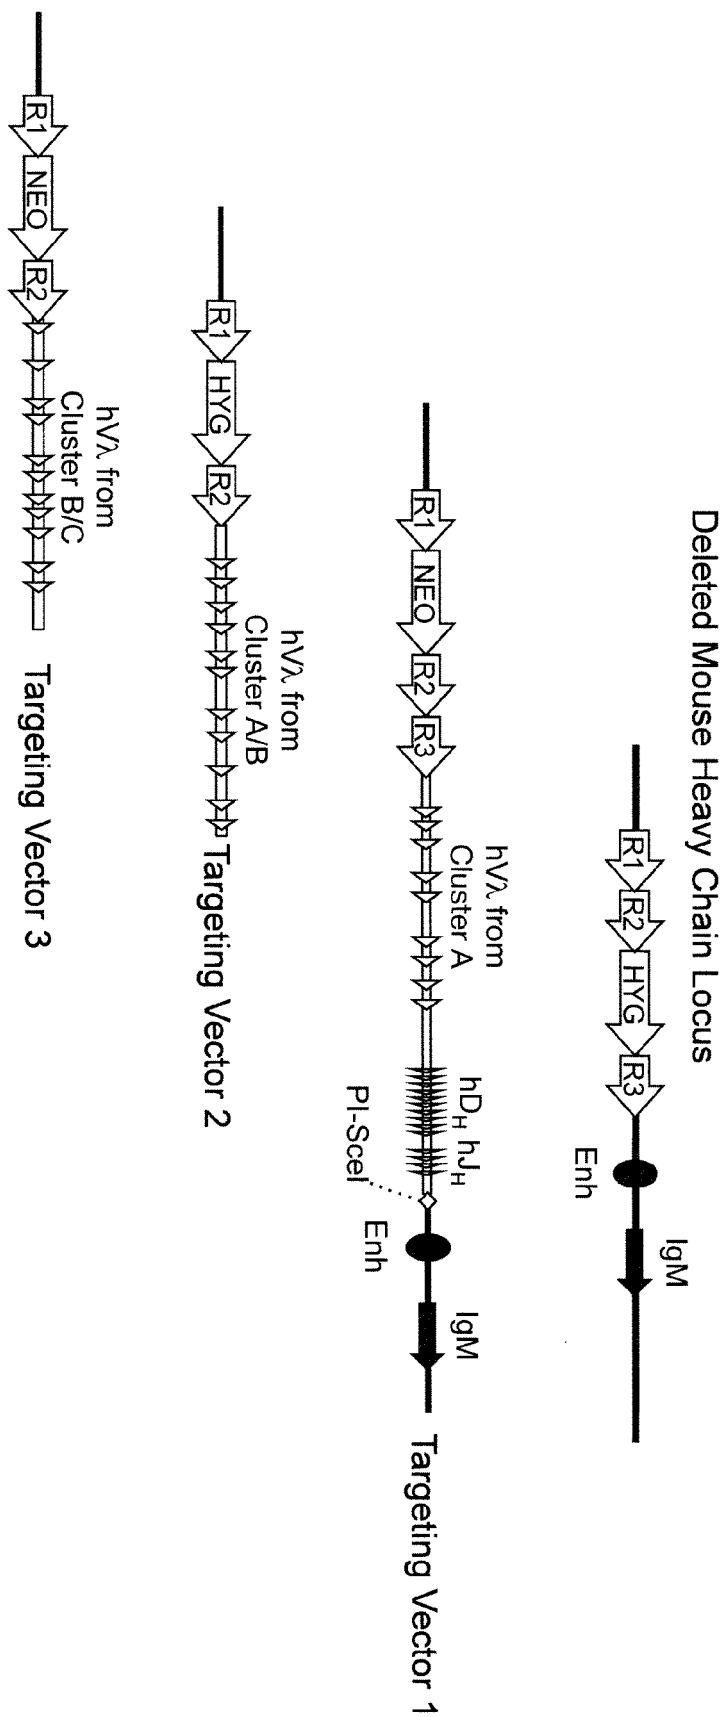 Deleted Mouse Heavy Chain Locus
R1 R2 HYG R3
Enh
IgM
hVλ from
Cluster A
hDH hJH
R1 NEO R2 R3
PI-SceI
Enh
IgM
Targeting Vector 1
hVλ from
Cluster A/B
R1 HYG R2
Targeting Vector 2
hVλ from
Cluster B/C
R1 NEO R2
Targeting Vector 3